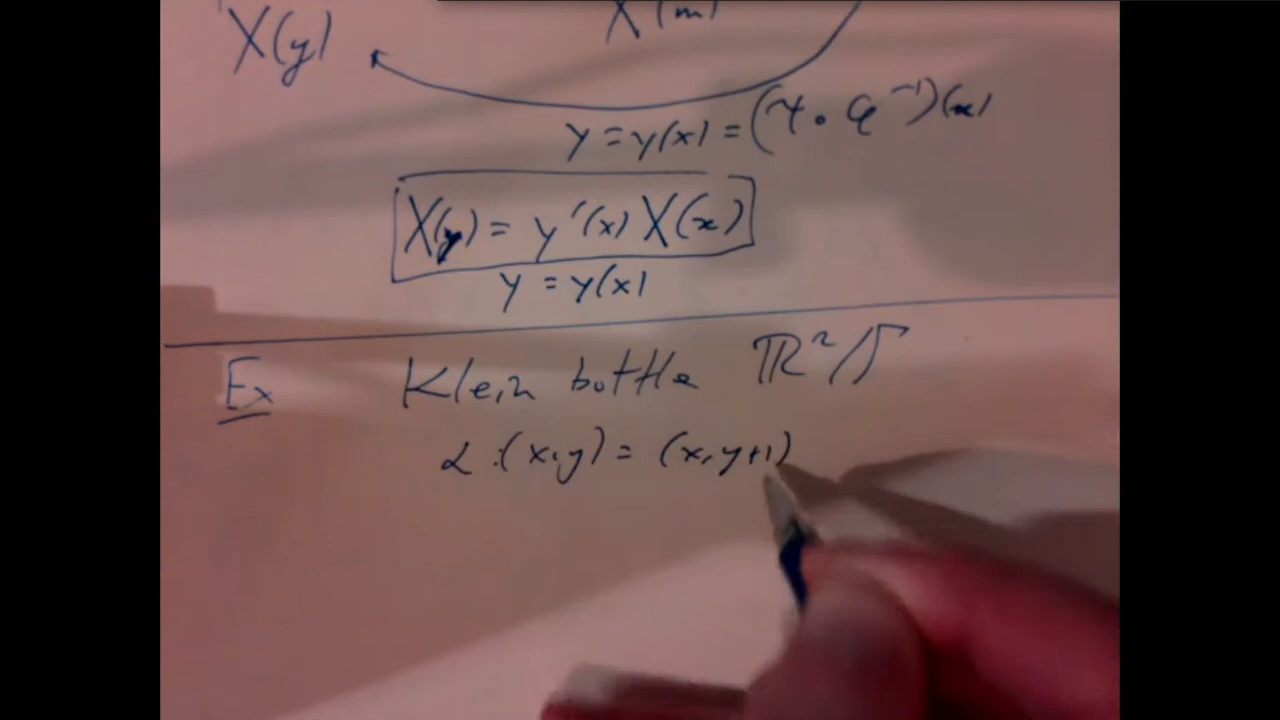 X(y) X(m)
y = y(x) = (ψ ∘ φ⁻¹)(x)
X(y) = y'(x) X(x)
y = y(x)
Ex Klein bottle ℝ²/Γ
α·(x,y) = (x, y+1)